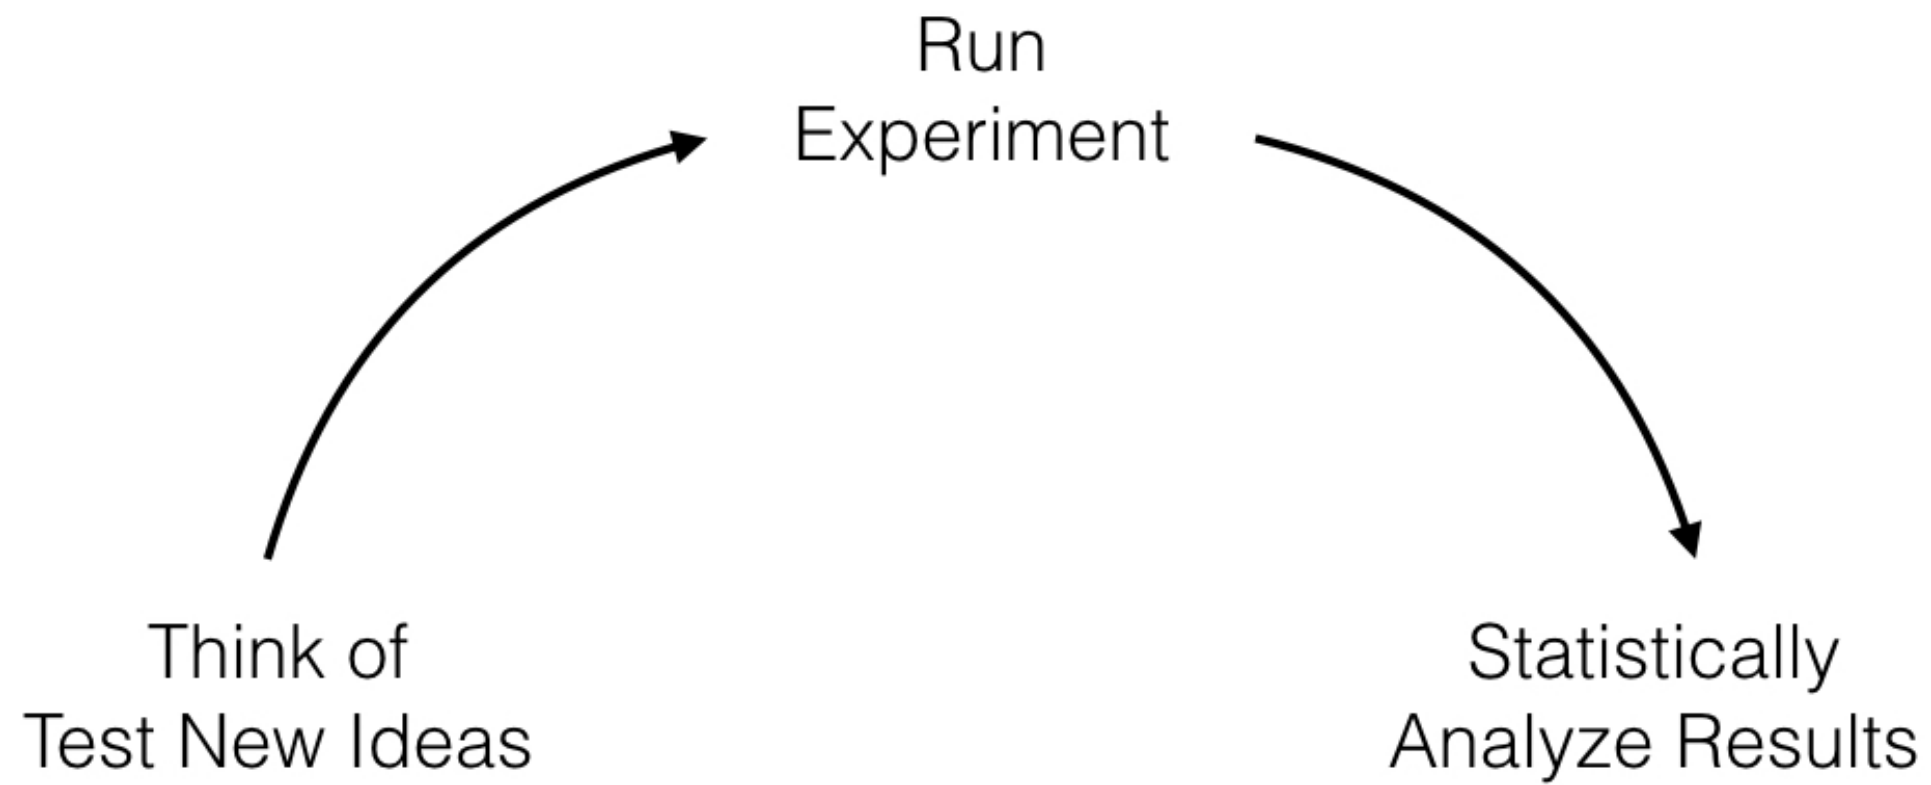 Run
Experiment
Think of
Test New Ideas
Statistically
Analyze Results